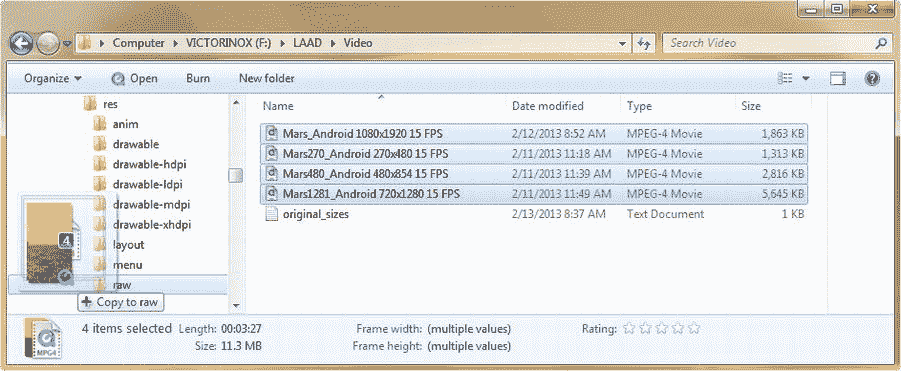 Computer VICTORINOX (F:) LAAD Video Search Video
Organize Open Burn New folder
Name Date modified Type Size
res
anim
drawable
drawable-hdpi
drawable-ldpi
drawable-mdpi
drawable-xhdpi
layout
menu
raw
Mars_Android 1080x1920 15 FPS 2/12/2013 8:52 AM MPEG-4 Movie 1,863 KB
Mars270_Android 270x480 15 FPS 2/11/2013 11:18 AM MPEG-4 Movie 1,313 KB
Mars480_Android 480x854 15 FPS 2/11/2013 11:39 AM MPEG-4 Movie 2,816 KB
Mars1281_Android 720x1280 15 FPS 2/11/2013 11:49 AM MPEG-4 Movie 5,645 KB
original_sizes 2/13/2013 8:37 AM Text Document 1 KB
4
Copy to raw
MPG4
4 items selected Length: 00:03:27 Frame width: (multiple values) Rating:
Size: 11.3 MB Frame height: (multiple values)